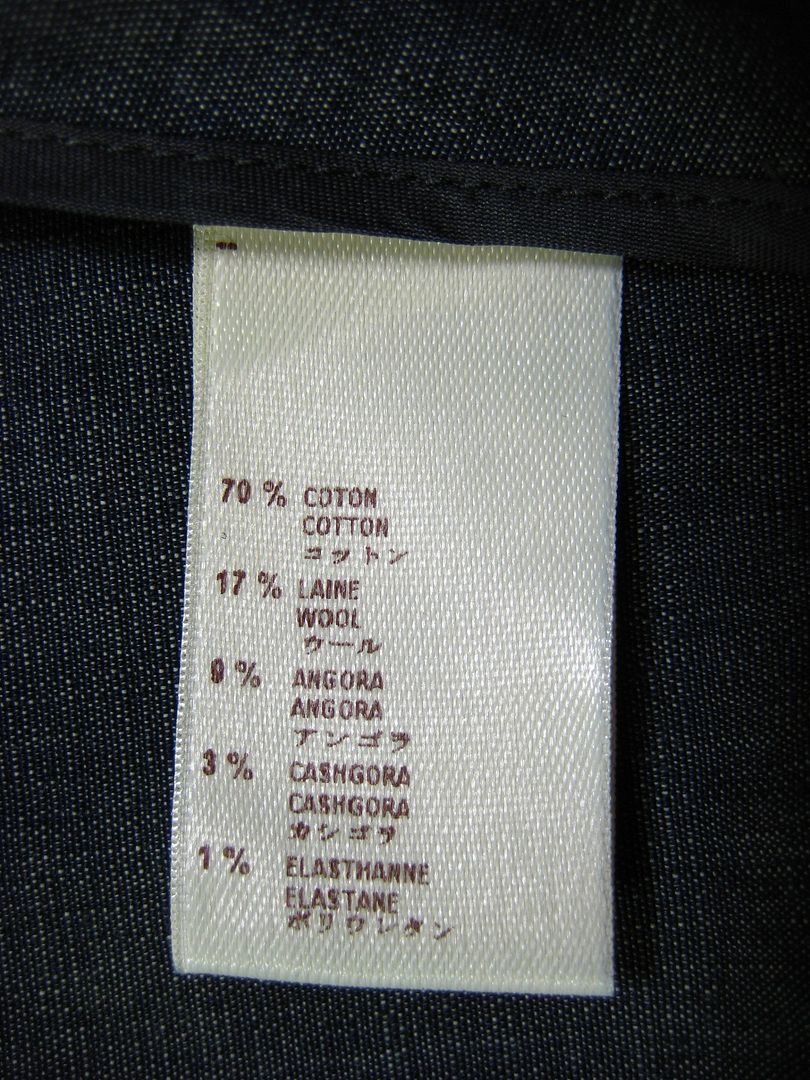 70 % COTON
COTTON
コットン
17 % LAINE
WOOL
ウール
9 % ANGORA
ANGORA
アンゴラ
3 % CASHGORA
CASHGORA
カシゴラ
1 % ELASTHANNE
ELASTANE
ポリウレタン